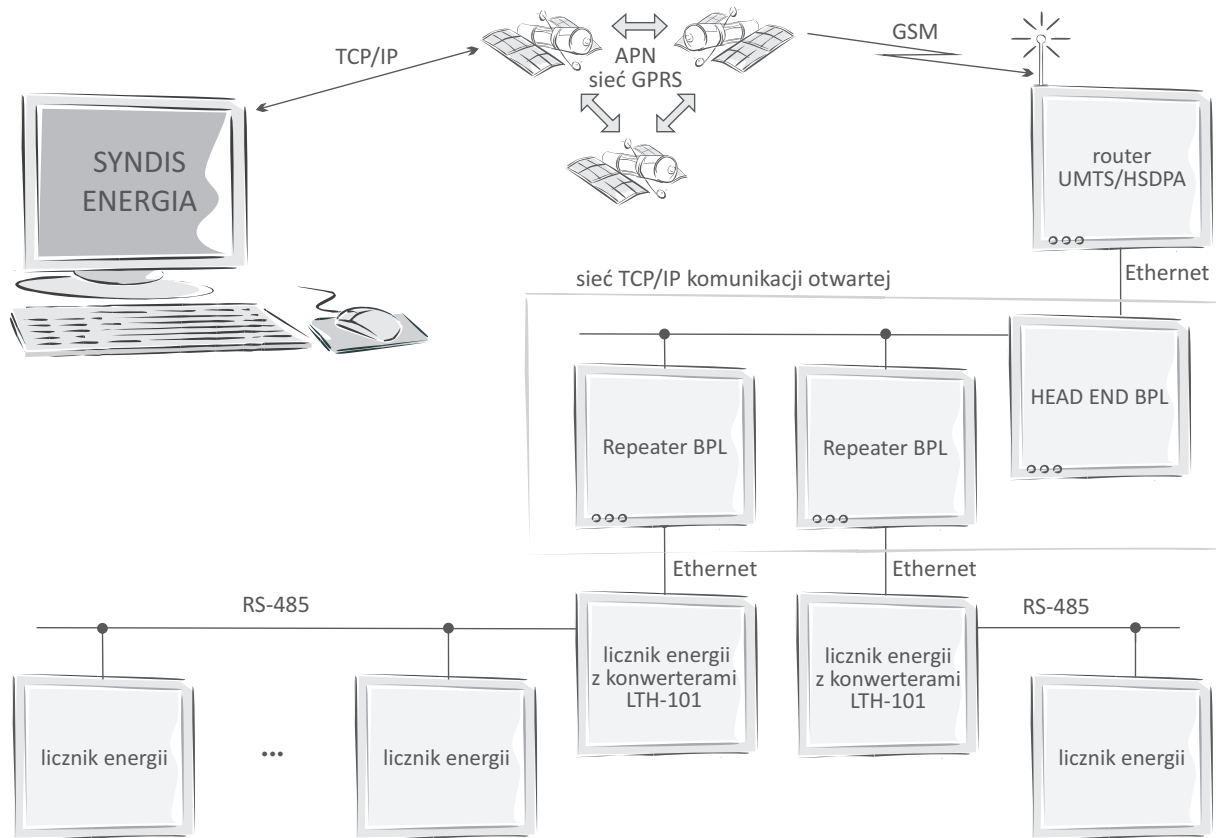 TCP/IP
APN
sieć GPRS
GSM
SYNDIS
ENERGIA
router
UMTS/HSDPA
Ethernet
sieć TCP/IP komunikacji otwartej
Repeater BPL
Repeater BPL
HEAD END BPL
Ethernet
Ethernet
RS-485
RS-485
licznik energii
z konwerterami
LTH-101
licznik energii
z konwerterami
LTH-101
licznik energii
...
licznik energii
licznik energii